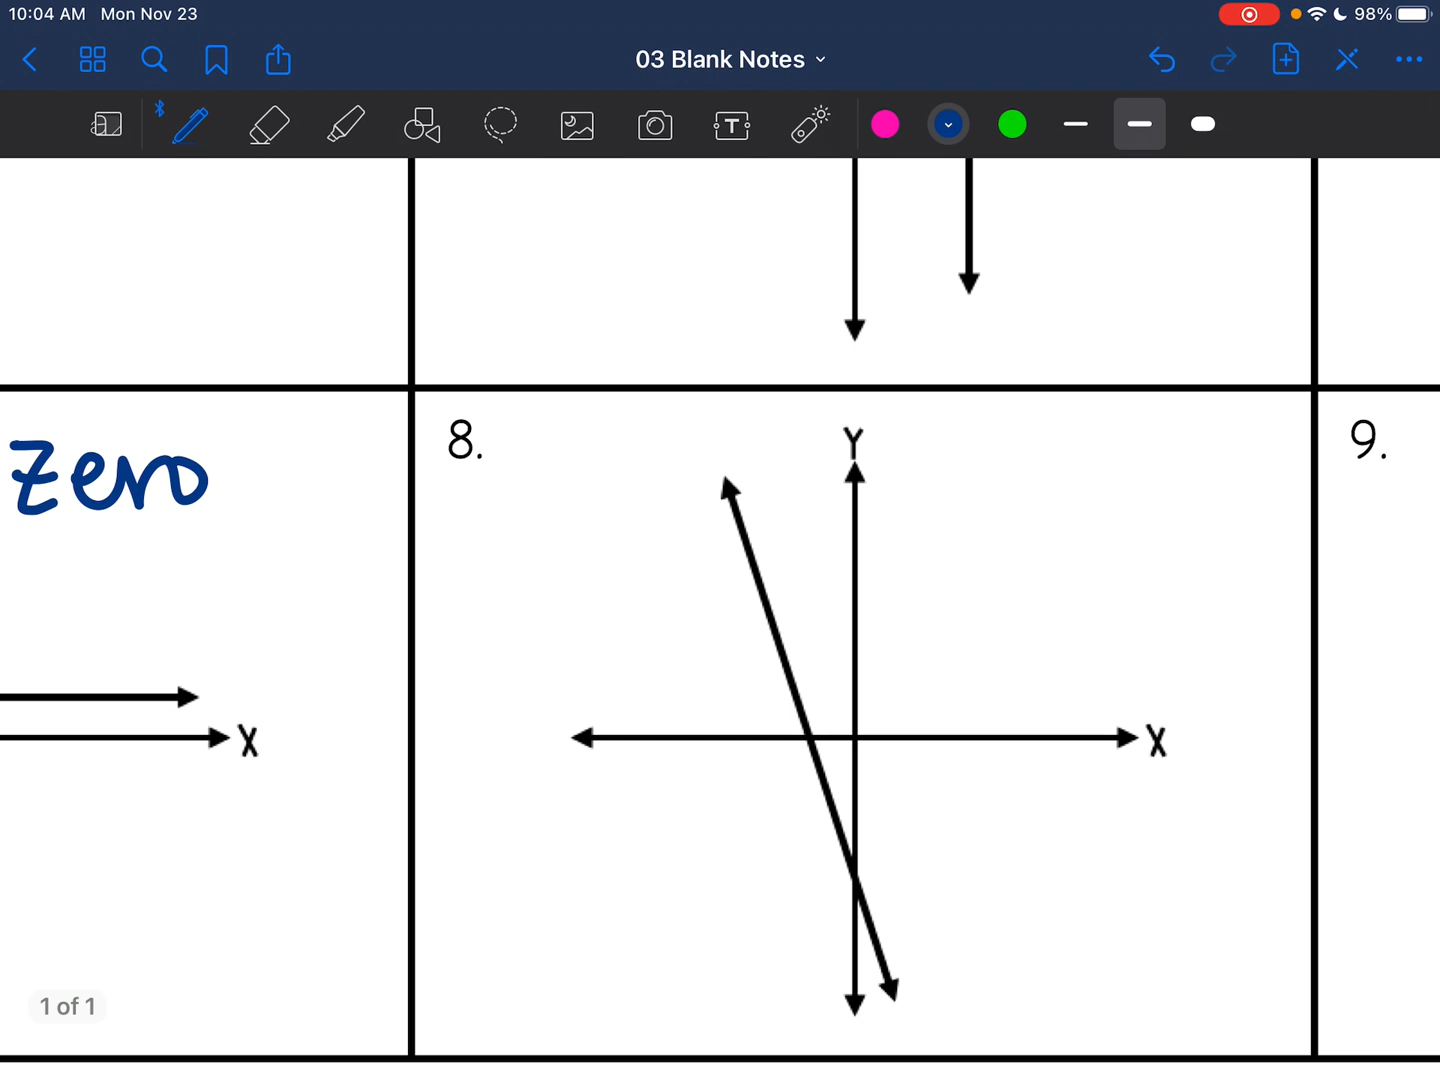 10:04 AM Mon Nov 23
98%
03 Blank Notes
T
zero
8.
9.
Y
X
X
1 of 1